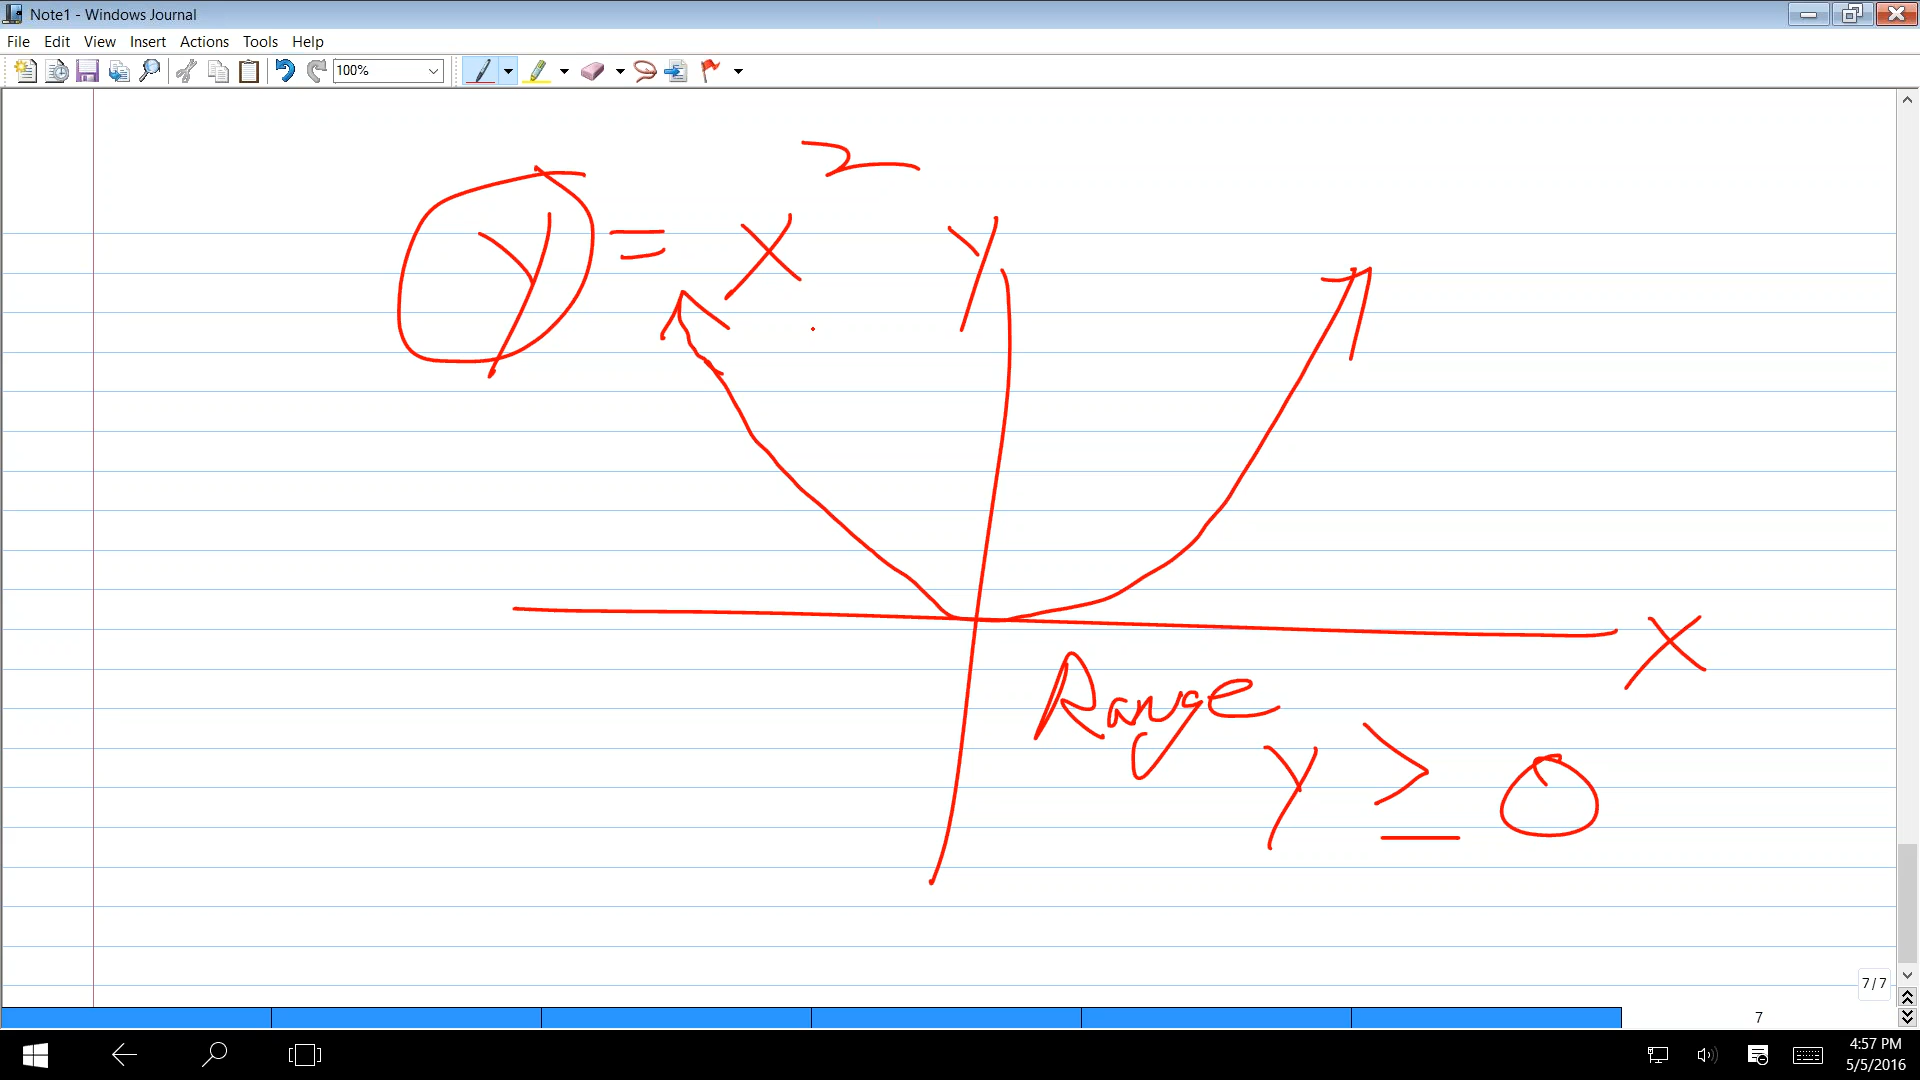 Note1 - Windows Journal
File Edit View Insert Actions Tools Help
100%
2
y = x
y
x
Range
y ≥ 0
7/7
7
4:57 PM
5/5/2016